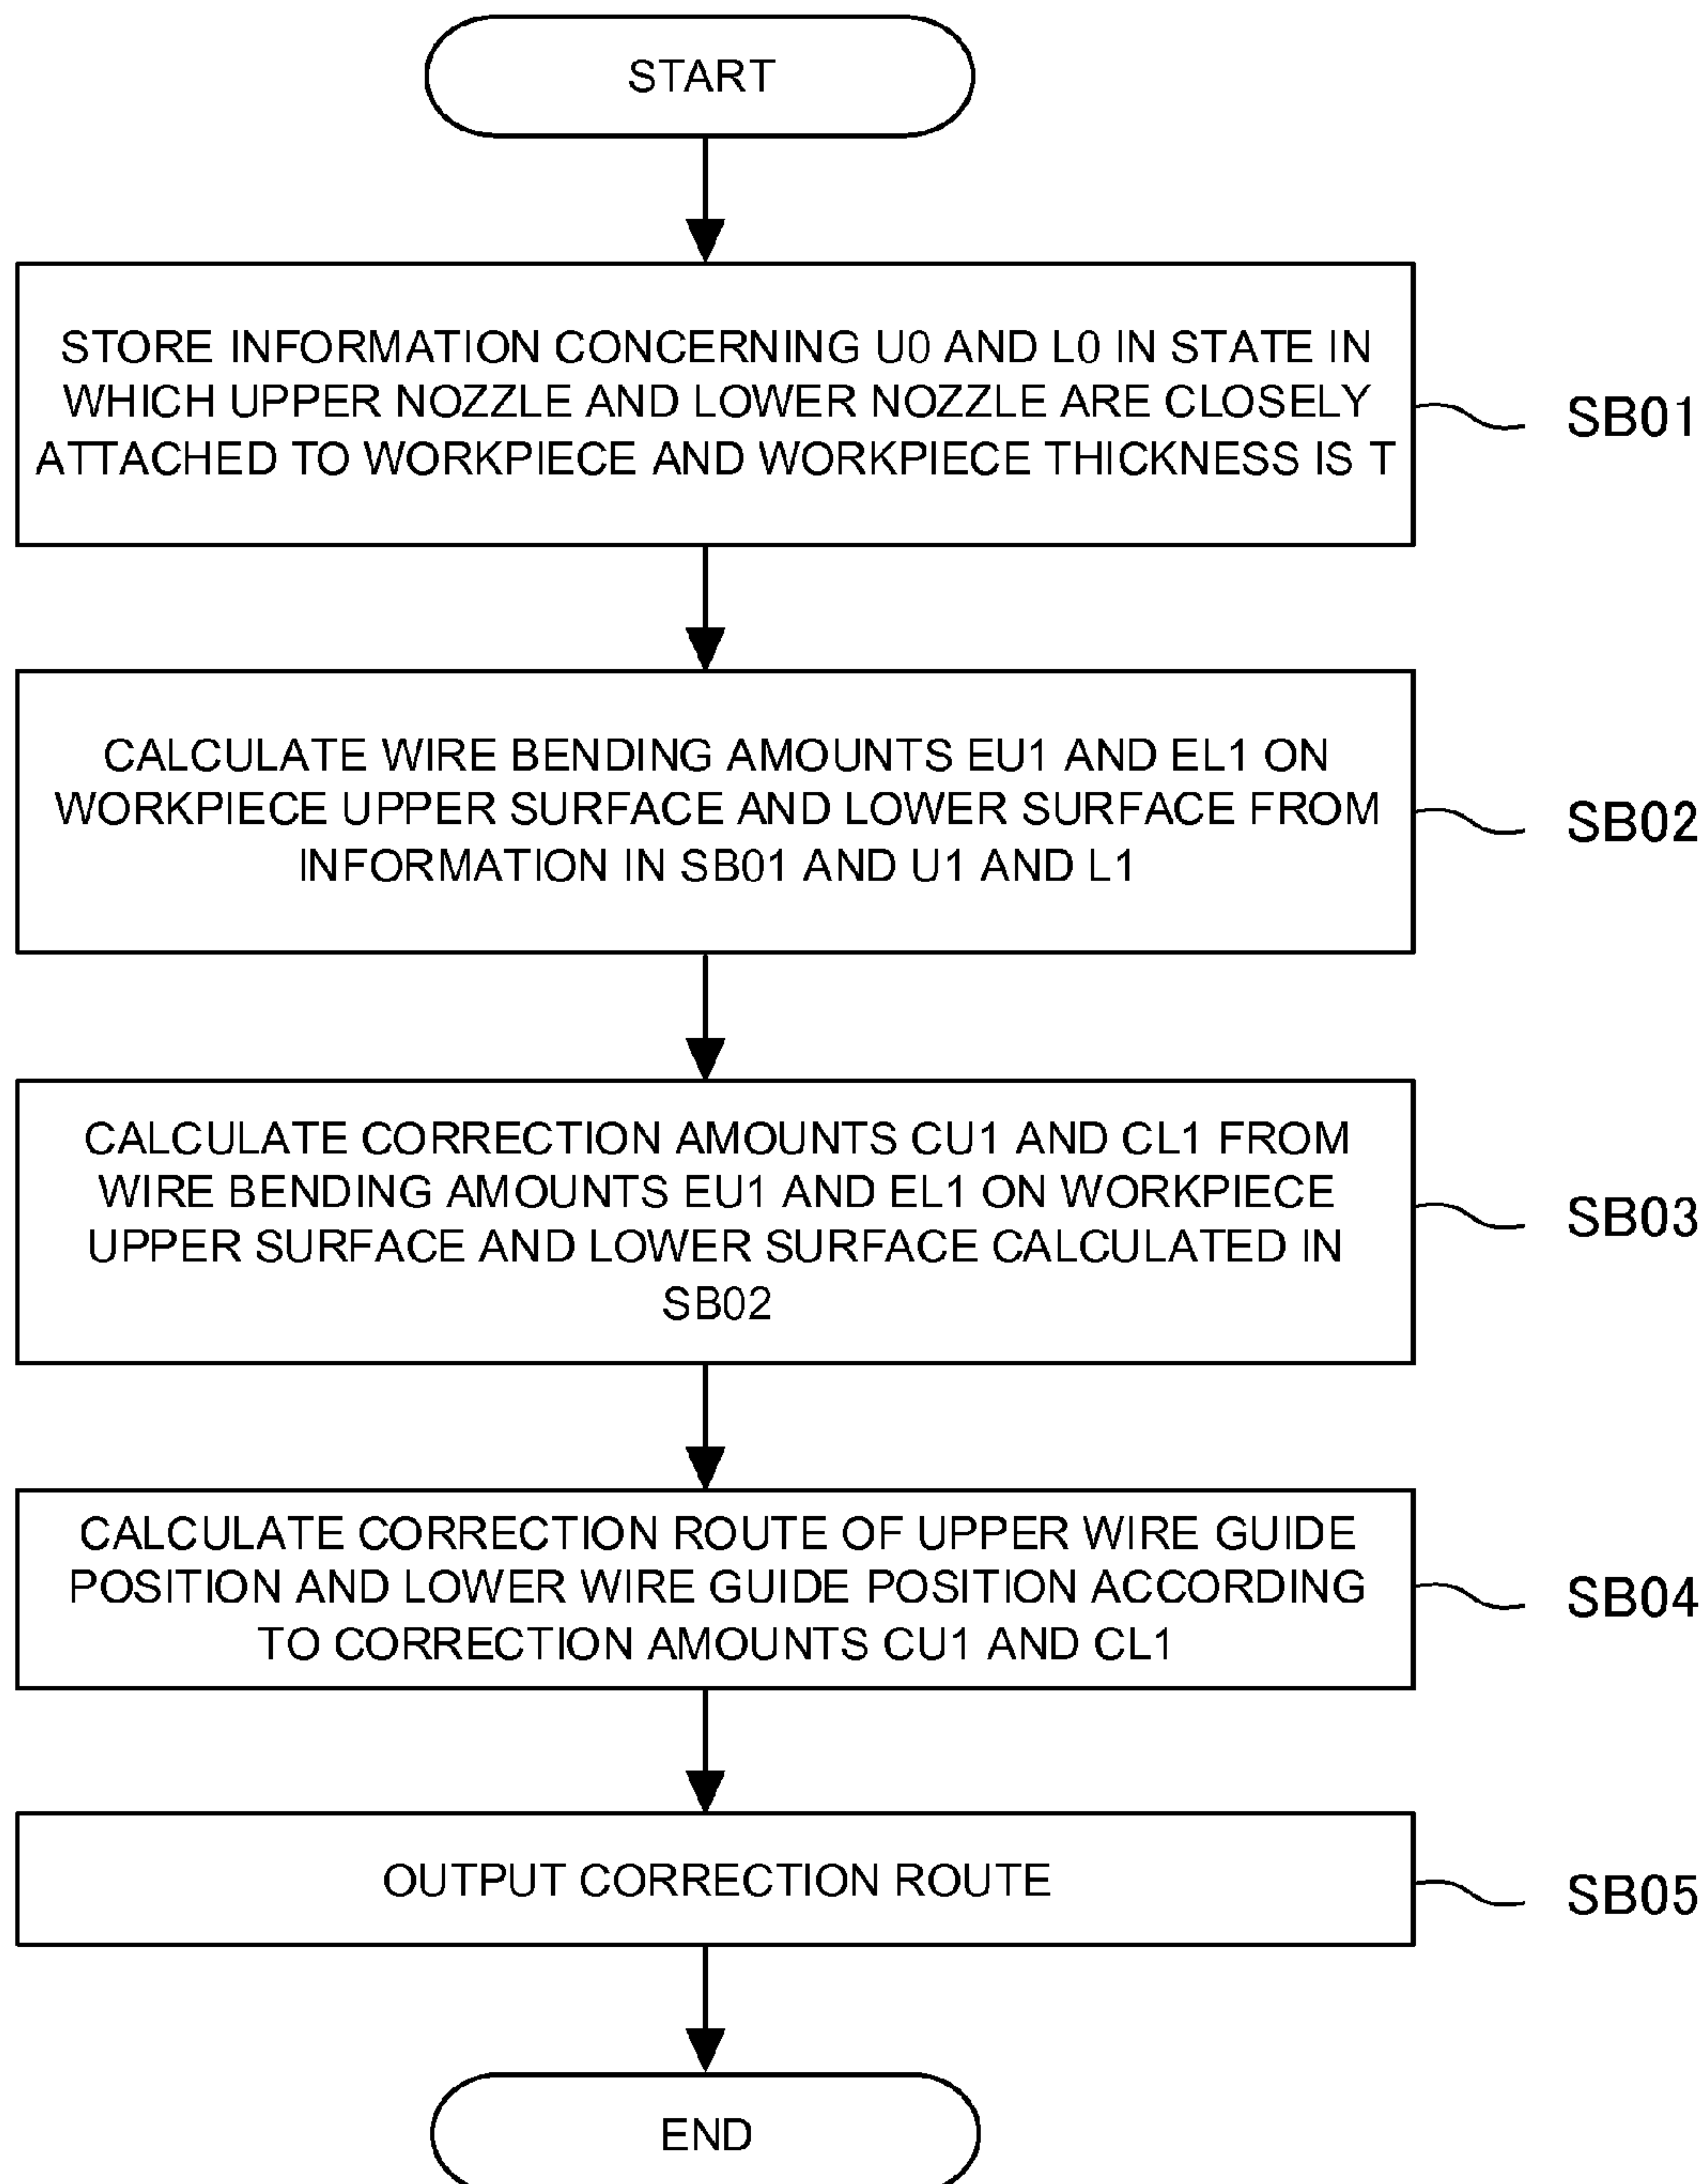 START
STORE INFORMATION CONCERNING U0 AND L0 IN STATE IN
WHICH UPPER NOZZLE AND LOWER NOZZLE ARE CLOSELY
ATTACHED TO WORKPIECE AND WORKPIECE THICKNESS IS T
SB01
CALCULATE WIRE BENDING AMOUNTS EU1 AND EL1 ON
WORKPIECE UPPER SURFACE AND LOWER SURFACE FROM
INFORMATION IN SB01 AND U1 AND L1
SB02
CALCULATE CORRECTION AMOUNTS CU1 AND CL1 FROM
WIRE BENDING AMOUNTS EU1 AND EL1 ON WORKPIECE
UPPER SURFACE AND LOWER SURFACE CALCULATED IN
SB02
SB03
CALCULATE CORRECTION ROUTE OF UPPER WIRE GUIDE
POSITION AND LOWER WIRE GUIDE POSITION ACCORDING
TO CORRECTION AMOUNTS CU1 AND CL1
SB04
OUTPUT CORRECTION ROUTE
SB05
END